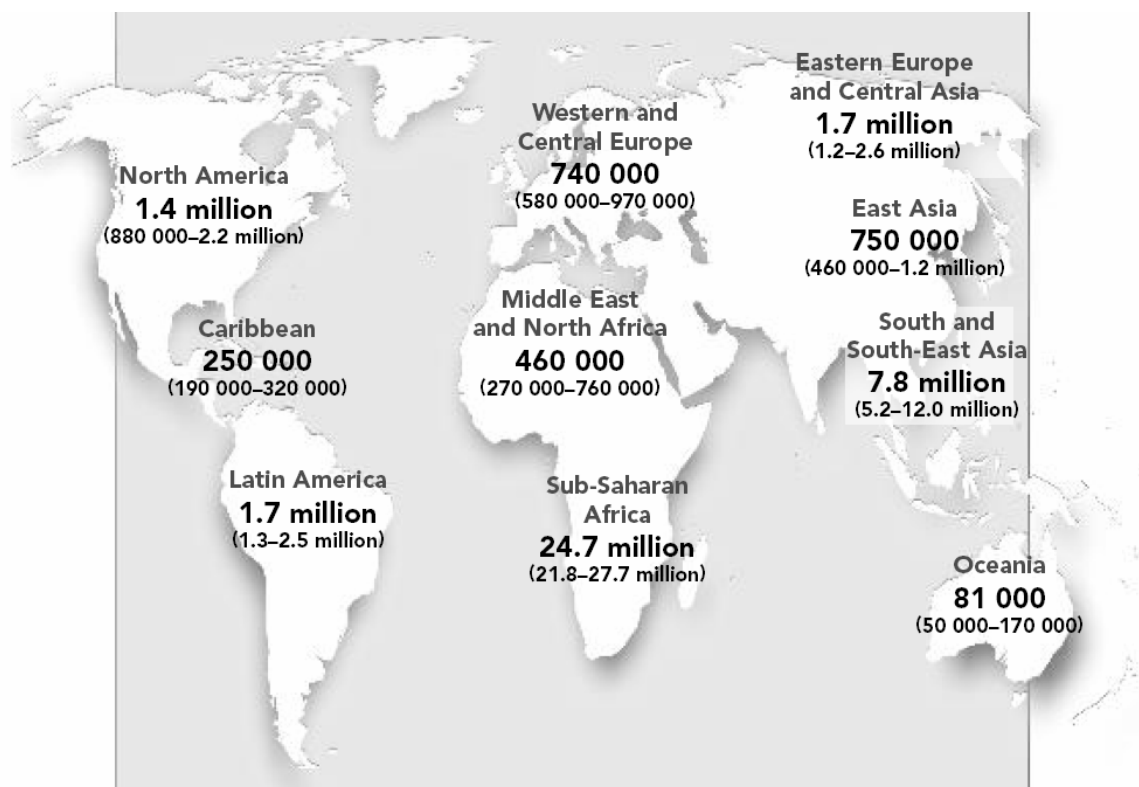 Eastern Europe
and Central Asia
1.7 million
(1.2–2.6 million)
Western and
Central Europe
740 000
(580 000–970 000)
North America
1.4 million
(880 000–2.2 million)
East Asia
750 000
(460 000–1.2 million)
Middle East
and North Africa
460 000
(270 000–760 000)
Caribbean
250 000
(190 000–320 000)
South and
South-East Asia
7.8 million
(5.2–12.0 million)
Latin America
1.7 million
(1.3–2.5 million)
Sub-Saharan
Africa
24.7 million
(21.8–27.7 million)
Oceania
81 000
(50 000–170 000)